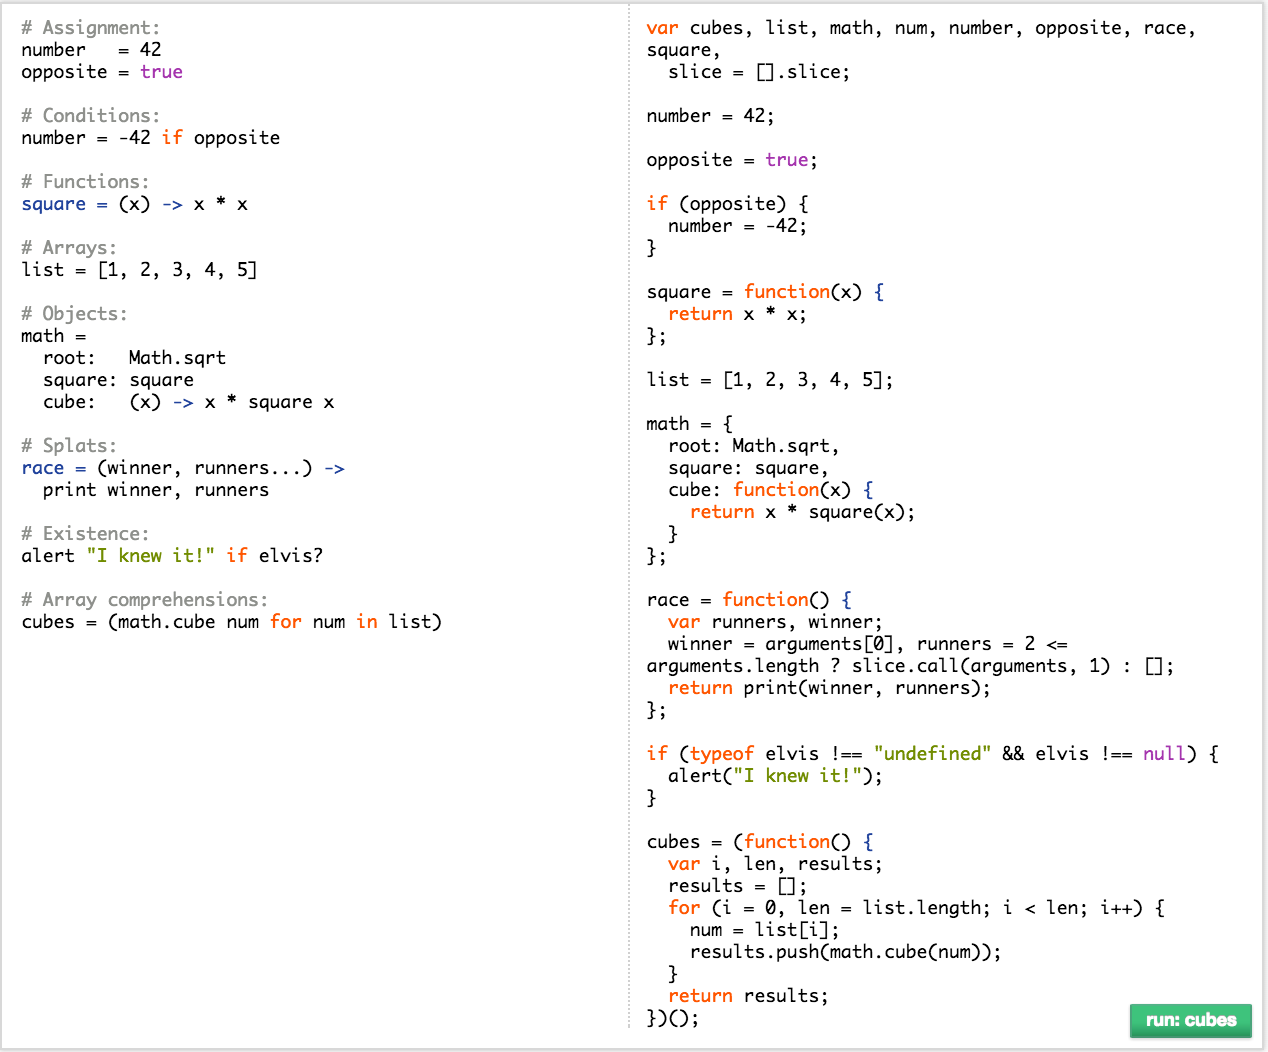 # Assignment:
number   = 42
opposite = true

# Conditions:
number = -42 if opposite

# Functions:
square = (x) -> x * x

# Arrays:
list = [1, 2, 3, 4, 5]

# Objects:
math =
  root:   Math.sqrt
  square: square
  cube:   (x) -> x * square x

# Splats:
race = (winner, runners...) ->
  print winner, runners

# Existence:
alert "I knew it!" if elvis?

# Array comprehensions:
cubes = (math.cube num for num in list)

var cubes, list, math, num, number, opposite, race,
square,
  slice = [].slice;

number = 42;

opposite = true;

if (opposite) {
  number = -42;
}

square = function(x) {
  return x * x;
};

list = [1, 2, 3, 4, 5];

math = {
  root: Math.sqrt,
  square: square,
  cube: function(x) {
    return x * square(x);
  }
};

race = function() {
  var runners, winner;
  winner = arguments[0], runners = 2 <=
arguments.length ? slice.call(arguments, 1) : [];
  return print(winner, runners);
};

if (typeof elvis !== "undefined" && elvis !== null) {
  alert("I knew it!");
}

cubes = (function() {
  var i, len, results;
  results = [];
  for (i = 0, len = list.length; i < len; i++) {
    num = list[i];
    results.push(math.cube(num));
  }
  return results;
})();
run: cubes